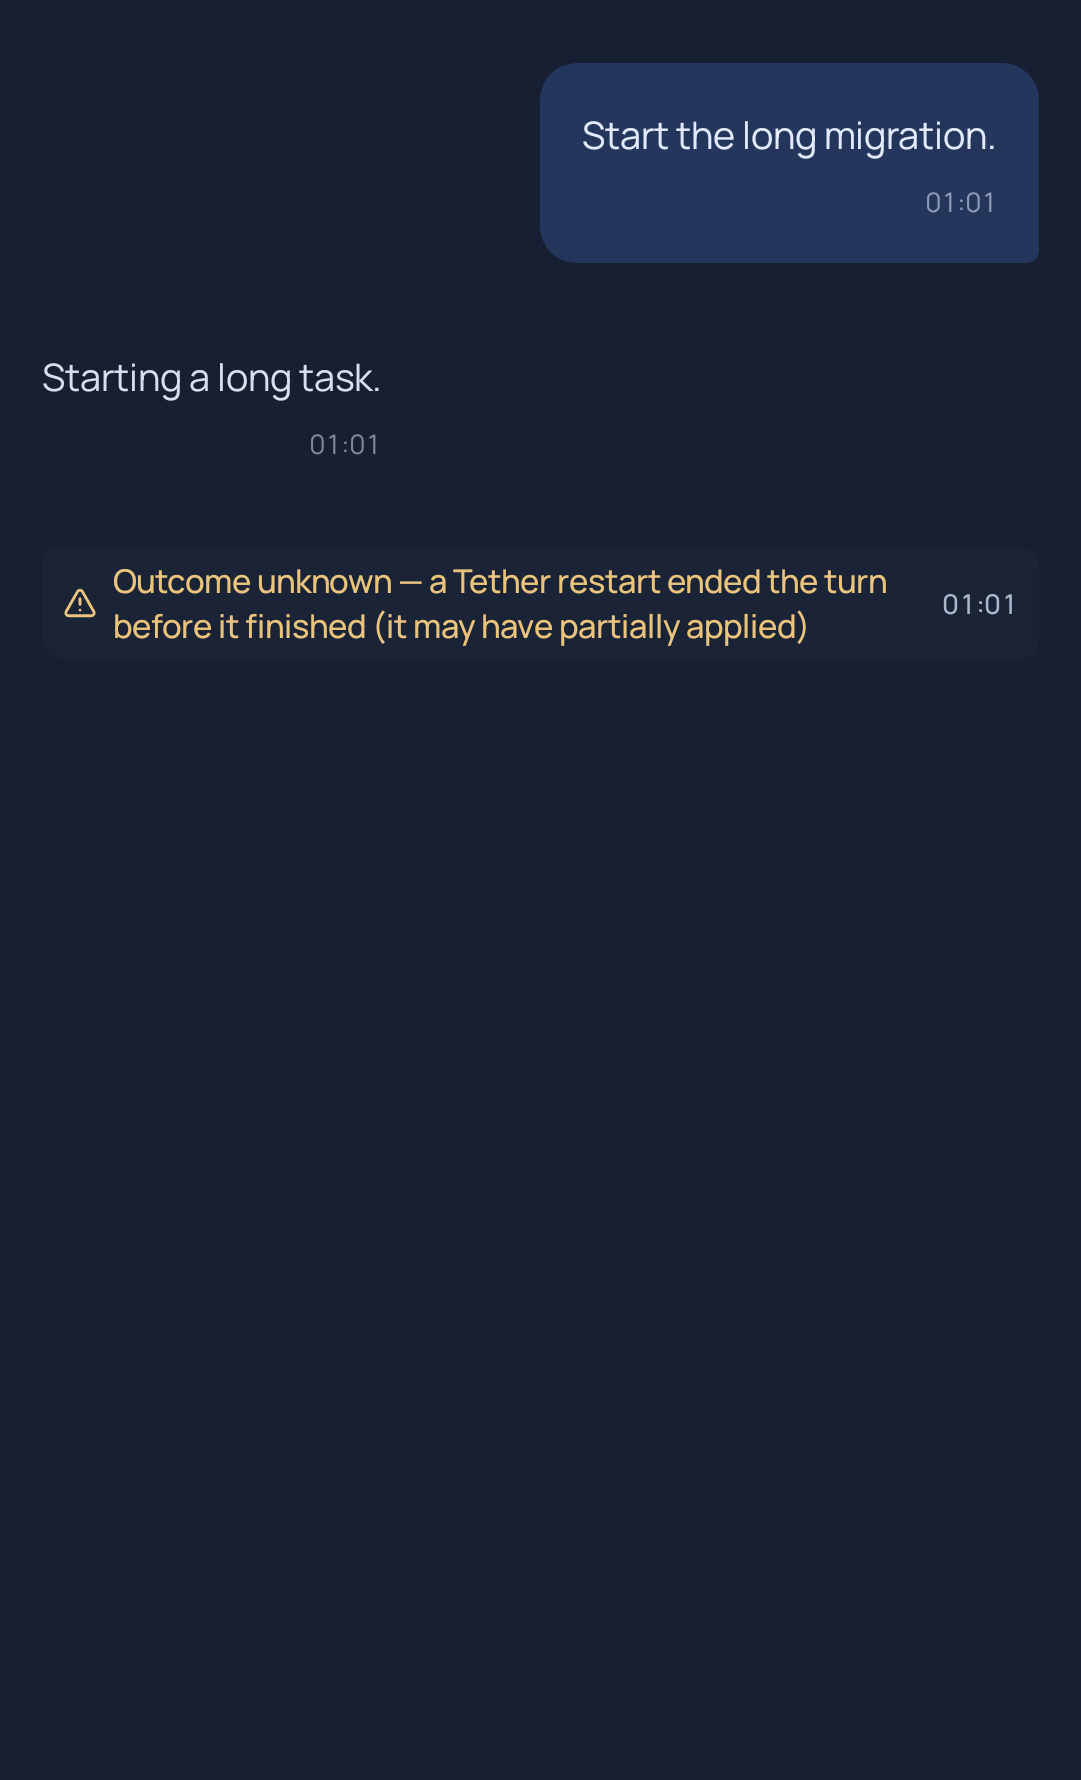 Start the long migration.
01:01
Starting a long task.
01:01
Outcome unknown — a Tether restart ended the turn
before it finished (it may have partially applied)
01:01